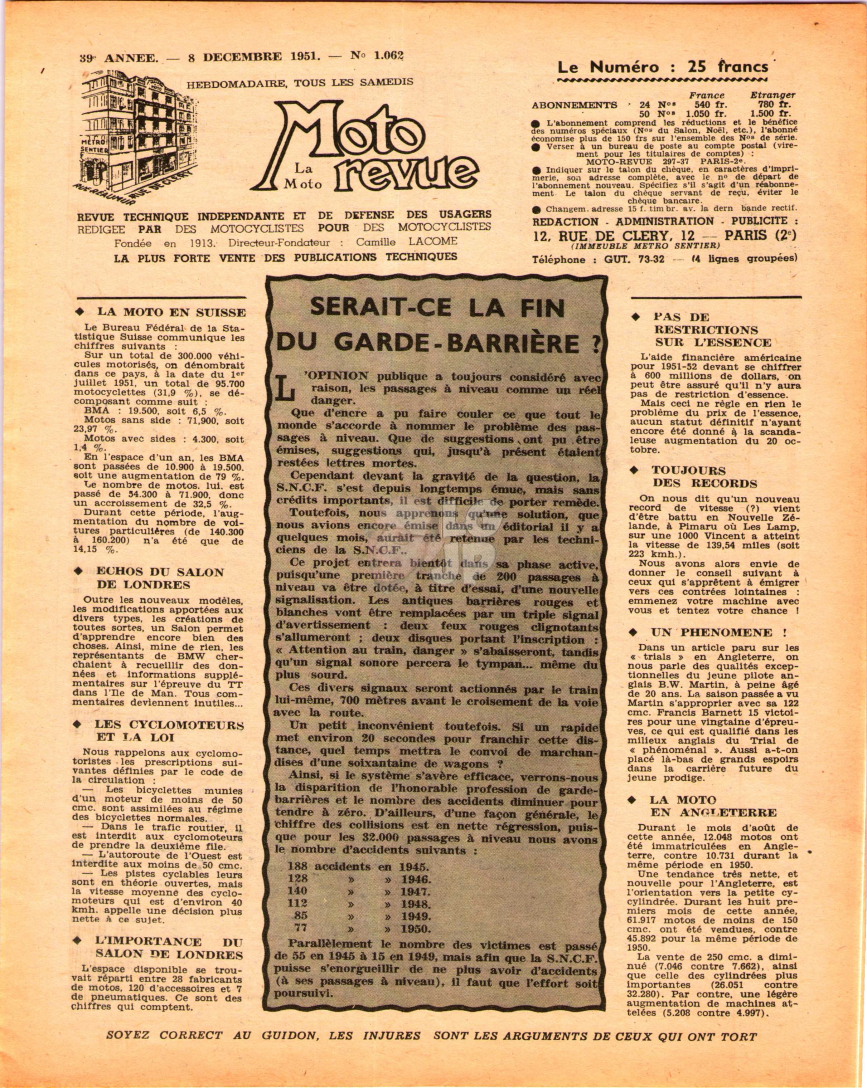 39e ANNEE. — 8 DECEMBRE 1951. — No 1.062
HEBDOMADAIRE, TOUS LES SAMEDIS
METRO
SENTIER
La
Moto
Moto
revue
REVUE TECHNIQUE INDEPENDANTE ET DE DEFENSE DES USAGERS
REDIGEE PAR DES MOTOCYCLISTES POUR DES MOTOCYCLISTES
Fondée en 1913. Directeur-Fondateur : Camille LACOME
LA PLUS FORTE VENTE DES PUBLICATIONS TECHNIQUES
Le Numéro : 25 francs
France Etranger
ABONNEMENTS · 24 Nos 540 fr. 780 fr.
50 Nos 1.050 fr. 1.500 fr.
● L'abonnement comprend les réductions et le bénéfice
des numéros spéciaux (Nos du Salon, Noël, etc.), l'abonné
économise plus de 150 frs sur l'ensemble des Nos de série.
● Verser à un bureau de poste au compte postal (vire-
ment pour les titulaires de comptes) :
MOTO-REVUE 297-37 PARIS-2e.
● Indiquer sur le talon du chèque, en caractères d'impri-
merie, son adresse complète, avec le no de départ de
l'abonnement nouveau. Spécifiez s'il s'agit d'un réabonne-
ment. Le talon du chèque servant de reçu, éviter le
chèque bancaire.
● Changem. adresse 15 f. tim br. av. la dern bande rectif.
REDACTION - ADMINISTRATION - PUBLICITE :
12, RUE DE CLERY, 12 — PARIS (2e)
(IMMEUBLE METRO SENTIER)
Téléphone : GUT. 73-32 — (4 lignes groupées)
◆ LA MOTO EN SUISSE
Le Bureau Fédéral de la Sta-
tistique Suisse communique les
chiffres suivants :
Sur un total de 300.000 véhi-
cules motorisés, on dénombrait
dans ce pays, à la date du 1er
juillet 1951, un total de 95.700
motocyclettes (31,9 %), se dé-
composant comme suit :
BMA : 19.500, soit 6,5 %.
Motos sans side : 71,900, soit
23,97 %.
Motos avec sides : 4.300, soit
1,4 %.
En l'espace d'un an, les BMA
sont passées de 10.900 à 19.500,
soit une augmentation de 79 %.
Le nombre de motos, lui, est
passé de 54.300 à 71.900, donc
un accroissement de 32,5 %.
Durant cette période, l'aug-
mentation du nombre de voi-
tures particulières (de 140.300
à 160.200) n'a été que de
14,15 %.
◆ ECHOS DU SALON
DE LONDRES
Outre les nouveaux modèles,
les modifications apportées aux
divers types, les créations de
toutes sortes, un Salon permet
d'apprendre encore bien des
choses. Ainsi, mine de rien, les
représentants de BMW cher-
chaient à recueillir des don-
nées et informations supplé-
mentaires sur l'épreuve du TT
dans l'Ile de Man. Tous com-
mentaires deviennent inutiles...
◆ LES CYCLOMOTEURS
ET LA LOI
Nous rappelons aux cyclomo-
toristes les prescriptions sui-
vantes définies par le code de
la circulation :
— Les bicyclettes munies
d'un moteur de moins de 50
cmc. sont assimilées au régime
des bicyclettes normales.
— Dans le trafic routier, il
est interdit aux cyclomoteurs
de prendre la deuxième file.
— L'autoroute de l'Ouest est
interdite aux moins de 50 cmc.
— Les pistes cyclables leurs
sont en théorie ouvertes, mais
la vitesse moyenne des cyclo-
moteurs qui est d'environ 40
kmh. appelle une décision plus
nette à ce sujet.
◆ L'IMPORTANCE DU
SALON DE LONDRES
L'espace disponible se trou-
vait réparti entre 28 fabricants
de motos, 120 d'accessoires et 7
de pneumatiques. Ce sont des
chiffres qui comptent.
SERAIT-CE LA FIN
DU GARDE-BARRIÈRE ?
L'OPINION publique a toujours considéré avec
raison, les passages à niveau comme un réel
danger.
Que d'encre a pu faire couler ce que tout le
monde s'accorde à nommer le problème des pas-
sages à niveau. Que de suggestions ont pu être
émises, suggestions qui, jusqu'à présent étaient
restées lettres mortes.
Cependant devant la gravité de la question, la
S.N.C.F. s'est depuis longtemps émue, mais sans
crédits importants, il est difficile de porter remède.
Toutefois, nous apprenons qu'une solution, que
nous avions encore émise dans un éditorial il y a
quelques mois, aurait été retenue par les techni-
ciens de la S.N.C.F..
Ce projet entrera bientôt dans sa phase active,
puisqu'une première tranche de 200 passages à
niveau va être dotée, à titre d'essai, d'une nouvelle
signalisation. Les antiques barrières rouges et
blanches vont être remplacées par un triple signal
d'avertissement : deux feux rouges clignotants
s'allumeront ; deux disques portant l'inscription :
« Attention au train, danger » s'abaisseront, tandis
qu'un signal sonore percera le tympan... même du
plus sourd.
Ces divers signaux seront actionnés par le train
lui-même, 700 mètres avant le croisement de la voie
avec la route.
Un petit inconvénient toutefois. Si un rapide
met environ 20 secondes pour franchir cette dis-
tance, quel temps mettra le convoi de marchan-
dises d'une soixantaine de wagons ?
Ainsi, si le système s'avère efficace, verrons-nous
la disparition de l'honorable profession de garde-
barrières et le nombre des accidents diminuer pour
tendre à zéro. D'ailleurs, d'une façon générale, le
chiffre des collisions est en nette régression, puis-
que pour les 32.000 passages à niveau nous avons
le nombre d'accidents suivants :
188 accidents en 1945.
128 » » 1946.
140 » » 1947.
112 » » 1948.
85 » » 1949.
77 » » 1950.
Parallèlement le nombre des victimes est passé
de 55 en 1945 à 15 en 1949, mais afin que la S.N.C.F.
puisse s'enorgueillir de ne plus avoir d'accidents
(à ses passages à niveau), il faut que l'effort soit
poursuivi.
◆ PAS DE
RESTRICTIONS
SUR L'ESSENCE
L'aide financière américaine
pour 1951-52 devant se chiffrer
à 600 millions de dollars, on
peut être assuré qu'il n'y aura
pas de restriction d'essence.
Mais ceci ne règle en rien le
problème du prix de l'essence,
aucun statut définitif n'ayant
encore été donné à la scanda-
leuse augmentation du 20 oc-
tobre.
◆ TOUJOURS
DES RECORDS
On nous dit qu'un nouveau
record de vitesse (?) vient
d'être battu en Nouvelle Zé-
lande, à Pimaru où Les Lamp,
sur une 1000 Vincent a atteint
la vitesse de 139,54 miles (soit
223 kmh.).
Nous avons alors envie de
donner le conseil suivant à
ceux qui s'apprêtent à émigrer
vers ces contrées lointaines :
emmenez votre machine avec
vous et tentez votre chance !
◆ UN PHENOMENE !
Dans un article paru sur les
« trials » en Angleterre, on
nous parle des qualités excep-
tionnelles du jeune pilote an-
glais B.W. Martin, à peine âgé
de 20 ans. La saison passée a vu
Martin s'approprier avec sa 122
cmc. Francis Barnett 15 victoi-
res pour une vingtaine d'épreu-
ves, ce qui est qualifié dans les
milieux anglais du Trial de
« phénoménal ». Aussi a-t-on
placé là-bas de grands espoirs
dans la carrière future du
jeune prodige.
◆ LA MOTO
EN ANGLETERRE
Durant le mois d'août de
cette année, 12.048 motos ont
été immatriculées en Angle-
terre, contre 10.731 durant la
même période en 1950.
Une tendance très nette, et
nouvelle pour l'Angleterre, est
l'orientation vers la petite cy-
cylindrée. Durant les huit pre-
miers mois de cette année,
61.917 motos de moins de 150
cmc. ont été vendues, contre
45.892 pour la même période de
1950.
La vente de 250 cmc. a dimi-
nué (7.046 contre 7.662), ainsi
que celle des cylindrées plus
importantes (26.051 contre
32.280). Par contre, une légère
augmentation de machines at-
telées (5.208 contre 4.997).
SOYEZ CORRECT AU GUIDON, LES INJURES SONT LES ARGUMENTS DE CEUX QUI ONT TORT